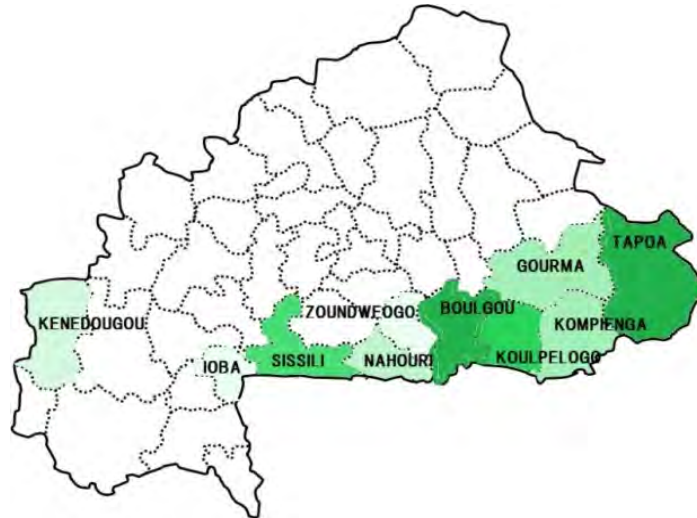 TAPOA
GOURMA
BOULGOU
ZOUNDWEOGO
KENEDOUGOU
KOMPIENGA
SISSILI
NAHOURI
KOULPELOGO
IOBA